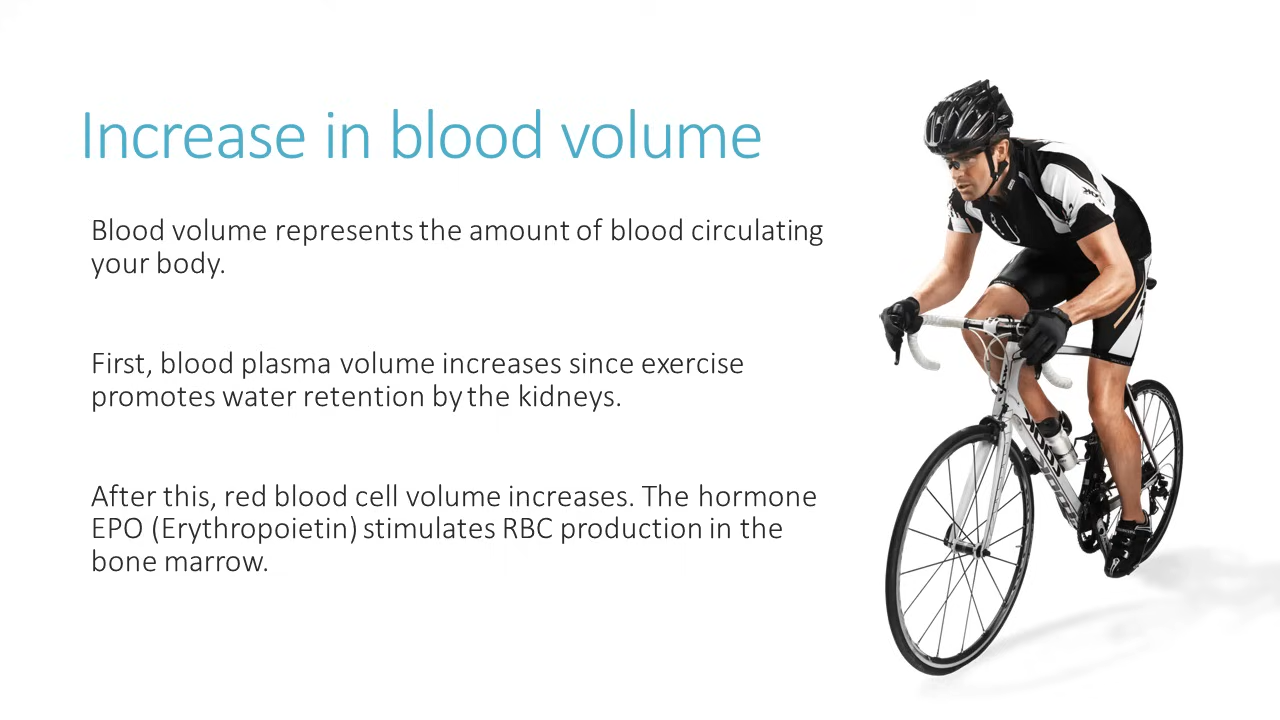 Increase in blood volume
Blood volume represents the amount of blood circulating
your body.
First, blood plasma volume increases since exercise
promotes water retention by the kidneys.
After this, red blood cell volume increases. The hormone
EPO (Erythropoietin) stimulates RBC production in the
bone marrow.